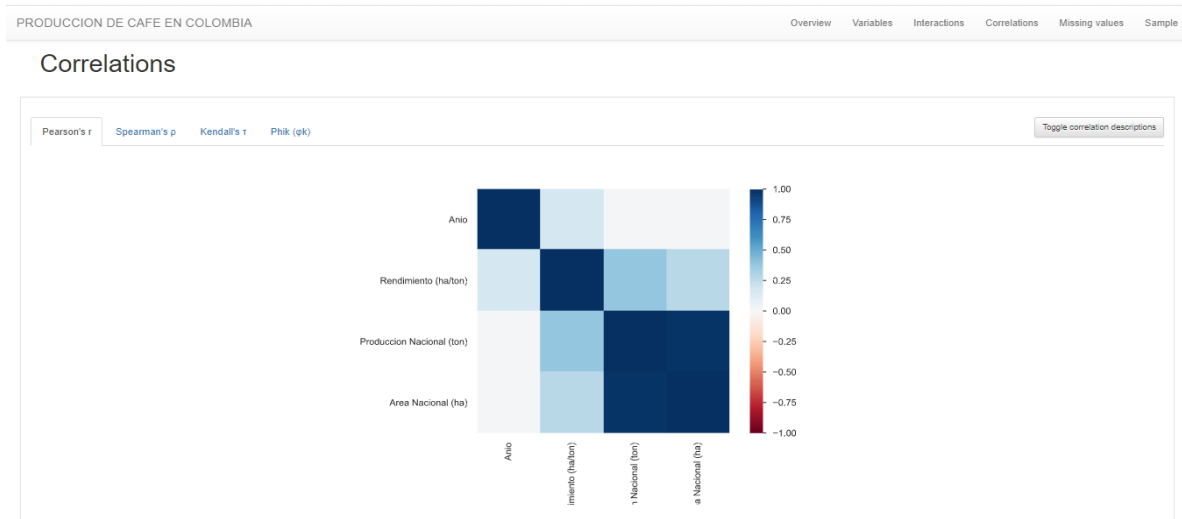 PRODUCCION DE CAFE EN COLOMBIA
Overview Variables Interactions Correlations Missing values Sample
Correlations
Pearson's r Spearman's ρ Kendall's τ Phik (φk)
Toggle correlation descriptions
Anio
Rendimiento (ha/ton)
Produccion Nacional (ton)
Area Nacional (ha)
1.00
0.75
0.50
0.25
0.00
−0.25
−0.50
−0.75
−1.00
Anio
imiento (ha/ton)
n Nacional (ton)
a Nacional (ha)